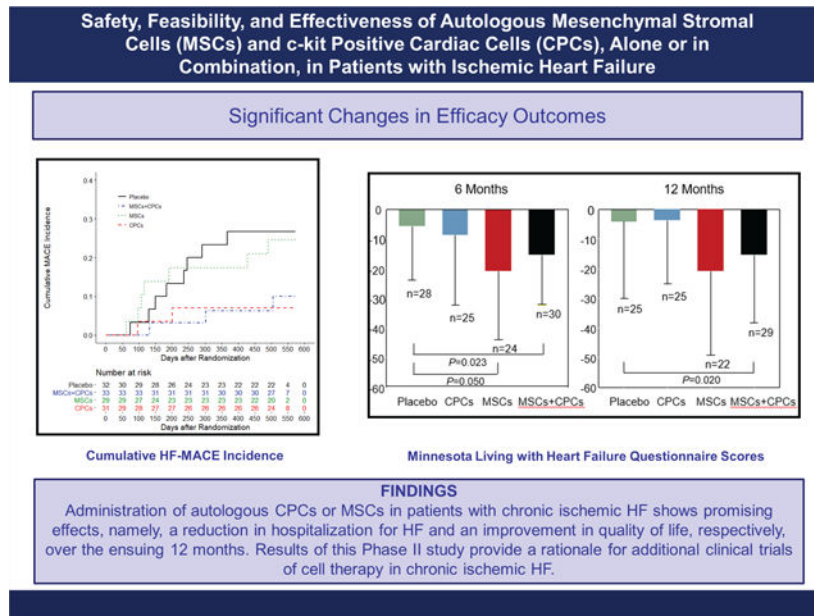 Safety, Feasibility, and Effectiveness of Autologous Mesenchymal Stromal
Cells (MSCs) and c-kit Positive Cardiac Cells (CPCs), Alone or in
Combination, in Patients with Ischemic Heart Failure
Significant Changes in Efficacy Outcomes
Cumulative MACE Incidence
0.4
0.3
0.2
0.1
0.0
Placebo
MSCs+CPCs
MSCs
CPCs
0 50 100 150 200 250 300 350 400 450 500 550 600
Days after Randomization
Number at risk
Placebo 32 30 29 28 26 24 23 23 22 22 22 4 0
MSCs+CPCs 33 33 33 31 31 31 31 30 30 30 27 7 0
MSCs 29 29 27 24 23 23 23 23 23 22 20 2 0
CPCs 31 29 28 27 27 26 26 26 26 26 24 8 0
0 50 100 150 200 250 300 350 400 450 500 550 600
Days after Randomization
Cumulative HF-MACE Incidence
6 Months
0
-10
-20
-30
-40
-50
-60
n=28
n=25
n=24
n=30
P=0.023
P=0.050
Placebo CPCs MSCs MSCs+CPCs
12 Months
0
-10
-20
-30
-40
-50
-60
n=25
n=25
n=22
n=29
P=0.020
Placebo CPCs MSCs MSCs+CPCs
Minnesota Living with Heart Failure Questionnaire Scores
FINDINGS
Administration of autologous CPCs or MSCs in patients with chronic ischemic HF shows promising
effects, namely, a reduction in hospitalization for HF and an improvement in quality of life, respectively,
over the ensuing 12 months. Results of this Phase II study provide a rationale for additional clinical trials
of cell therapy in chronic ischemic HF.